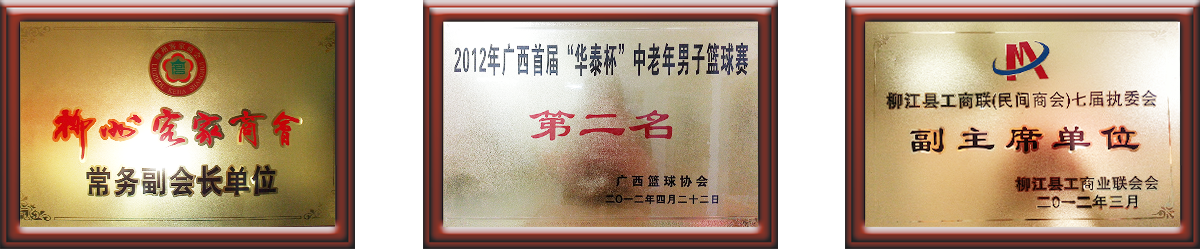 柳州客家商会
常务副会长单位
2012年广西首届“华泰杯”中老年男子篮球赛
第二名
广西篮球协会
二〇一二年四月二十二日
柳江县工商联(民间商会)七届执委会
副主席单位
柳江县工商业联合会
二〇一二年三月